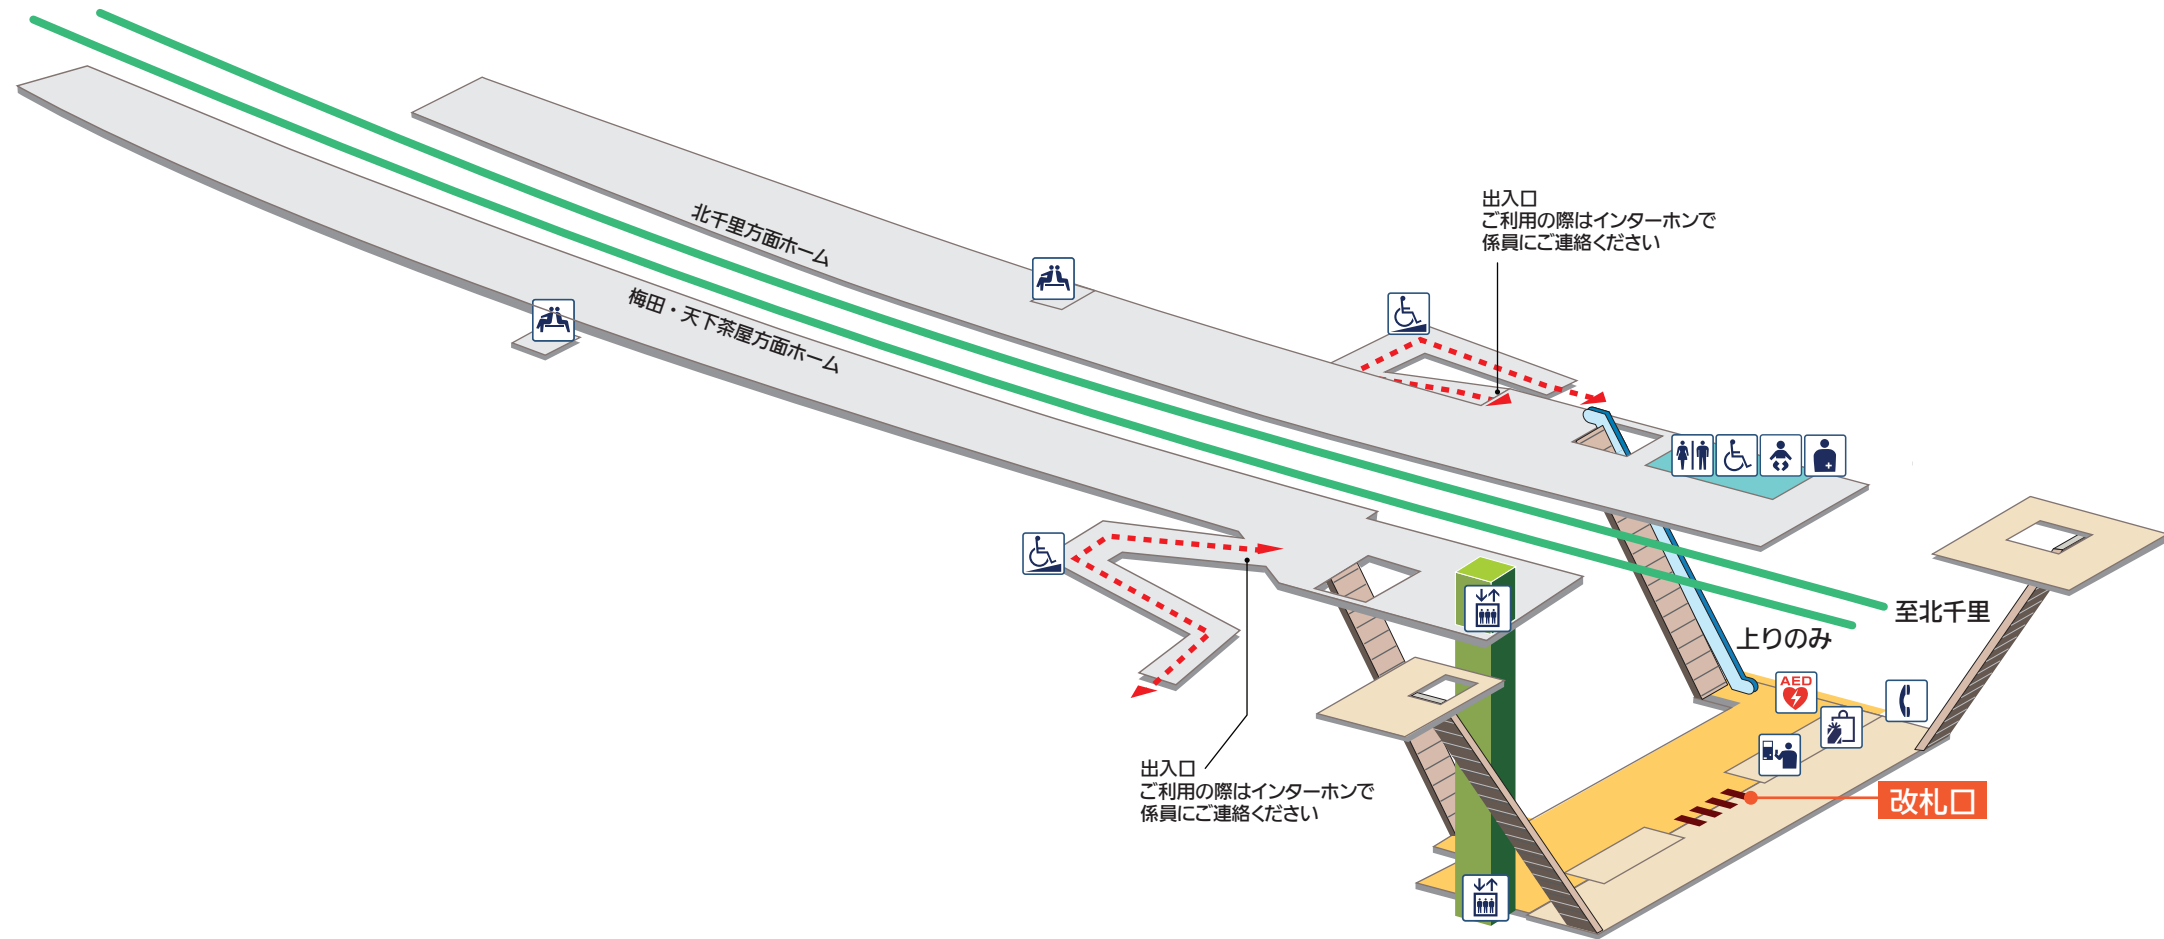 出入口
ご利用の際はインターホンで
係員にご連絡ください
北千里方面ホーム
梅田・天下茶屋方面ホーム
至北千里
上りのみ
AED
改札口
出入口
ご利用の際はインターホンで
係員にご連絡ください